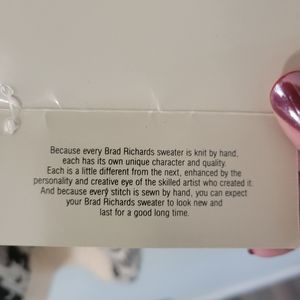 Because every Brad Richards sweater is knit by hand,
each has its own unique character and quality.
Each is a little different from the next, enhanced by the
personality and creative eye of the skilled artist who created it.
And because every stitch is sewn by hand, you can expect
your Brad Richards sweater to look new and
last for a good long time.